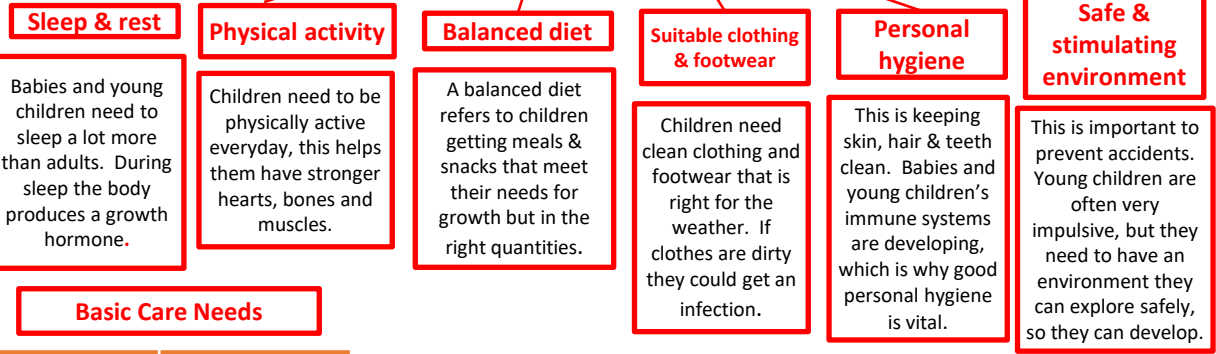 Sleep & rest
Babies and young
children need to
sleep a lot more
than adults.  During
sleep the body
produces a growth
hormone.
Physical activity
Children need to be
physically active
everyday, this helps
them have stronger
hearts, bones and
muscles.
Balanced diet
A balanced diet
refers to children
getting meals &
snacks that meet
their needs for
growth but in the
right quantities.
Suitable clothing
& footwear
Children need
clean clothing and
footwear that is
right for the
weather.  If
clothes are dirty
they could get an
infection.
Personal
hygiene
This is keeping
skin, hair & teeth
clean.  Babies and
young children's
immune systems
are developing,
which is why good
personal hygiene
is vital.
Safe &
stimulating
environment
This is important to
prevent accidents.
Young children are
often very
impulsive, but they
need to have an
environment they
can explore safely,
so they can develop.
Basic Care Needs